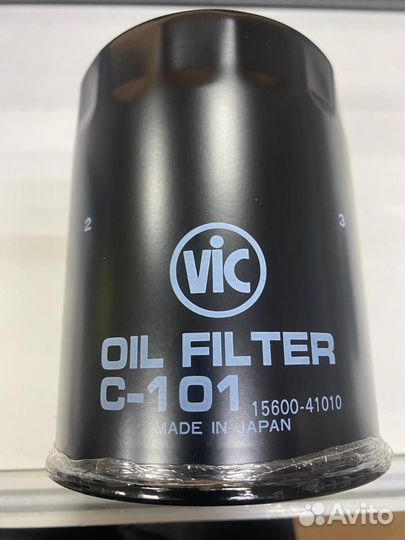 2
3
VIC
OIL FILTER
C-101 15600-41010
MADE IN JAPAN
Avito